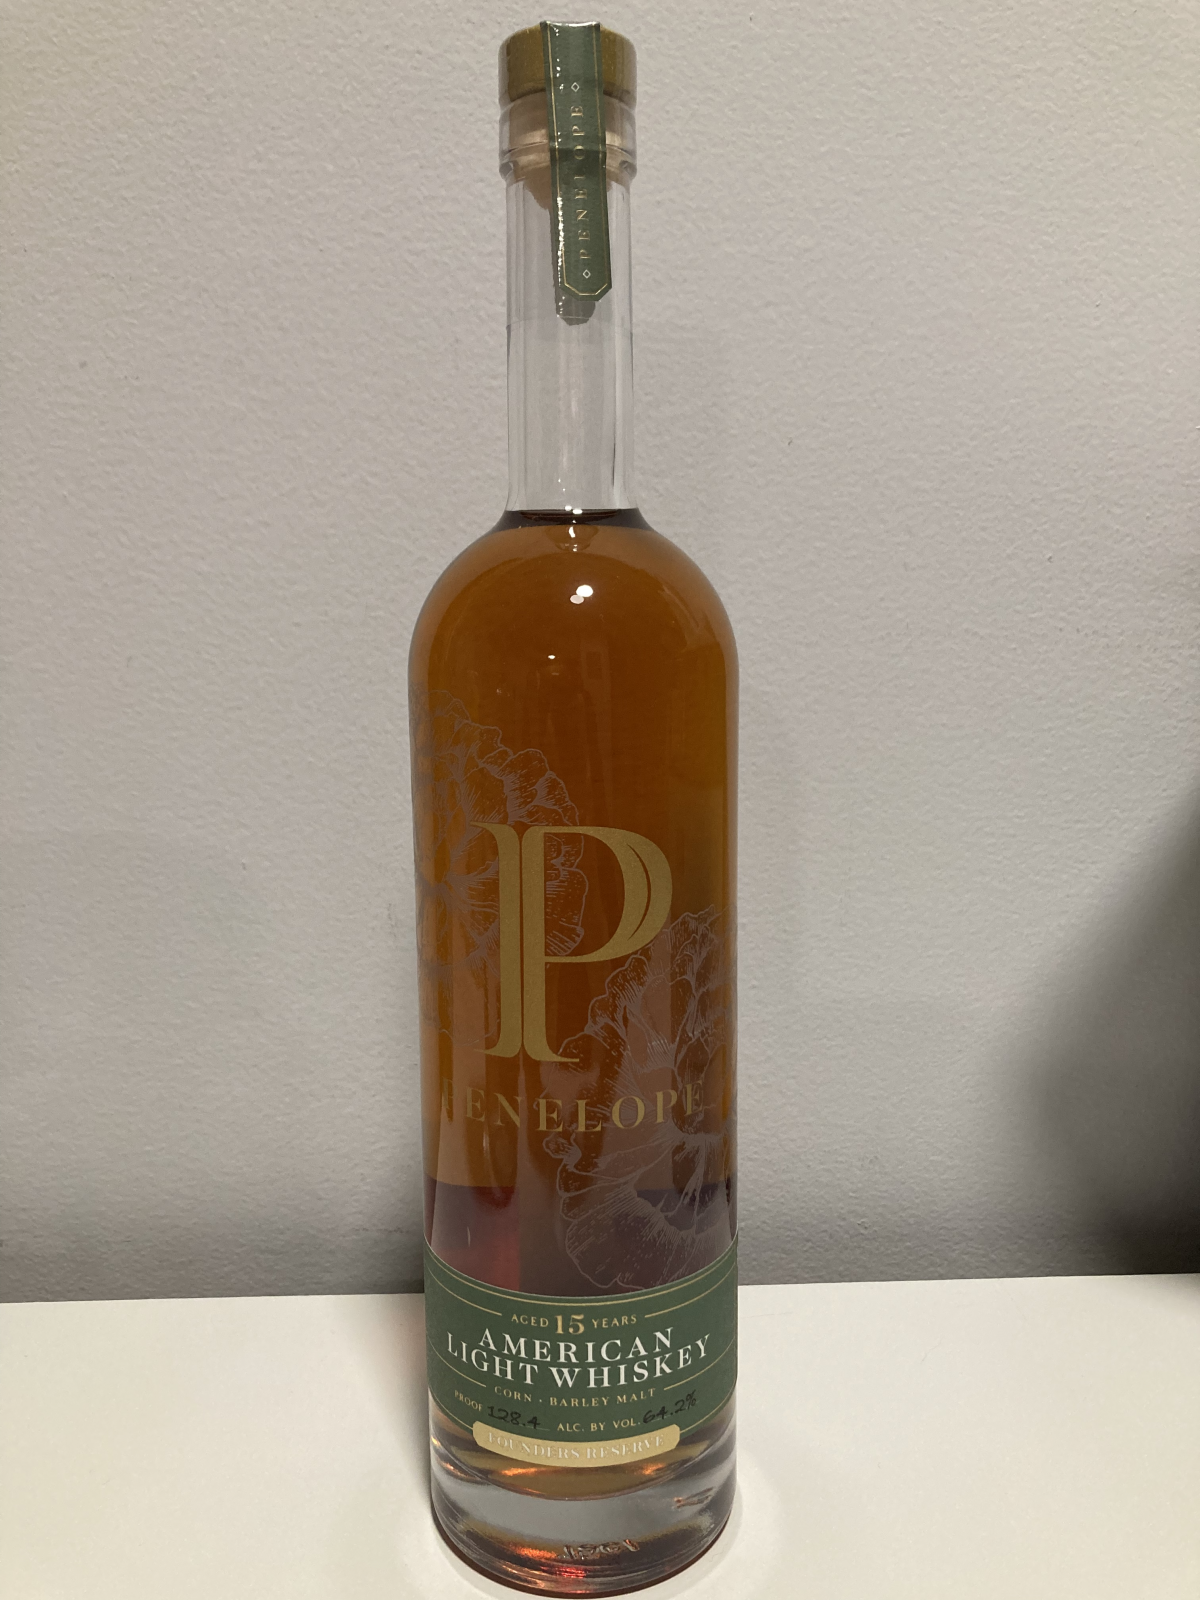 ◇ PENELOPE ◇
P
PENELOPE
AGED 15 YEARS
AMERICAN
LIGHT WHISKEY
CORN · BARLEY MALT
PROOF 128.4 ALC. BY VOL. 64.2%
FOUNDERS RESERVE